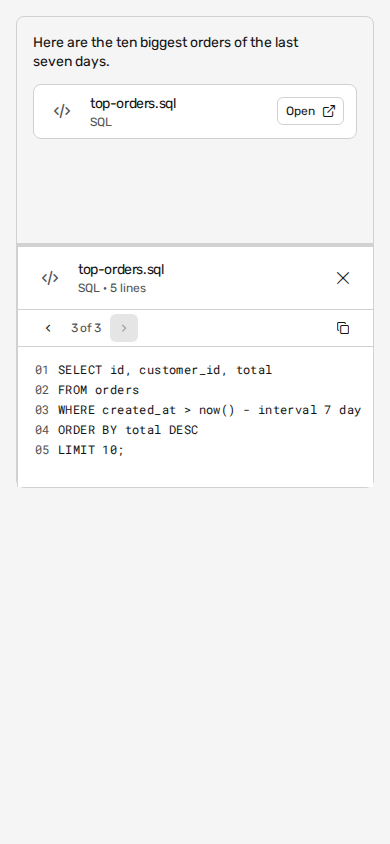 Here are the ten biggest orders of the last
seven days.
top-orders.sql
SQL
Open
top-orders.sql
SQL • 5 lines
3 of 3
01 SELECT id, customer_id, total
02 FROM orders
03 WHERE created_at > now() - interval 7 day
04 ORDER BY total DESC
05 LIMIT 10;